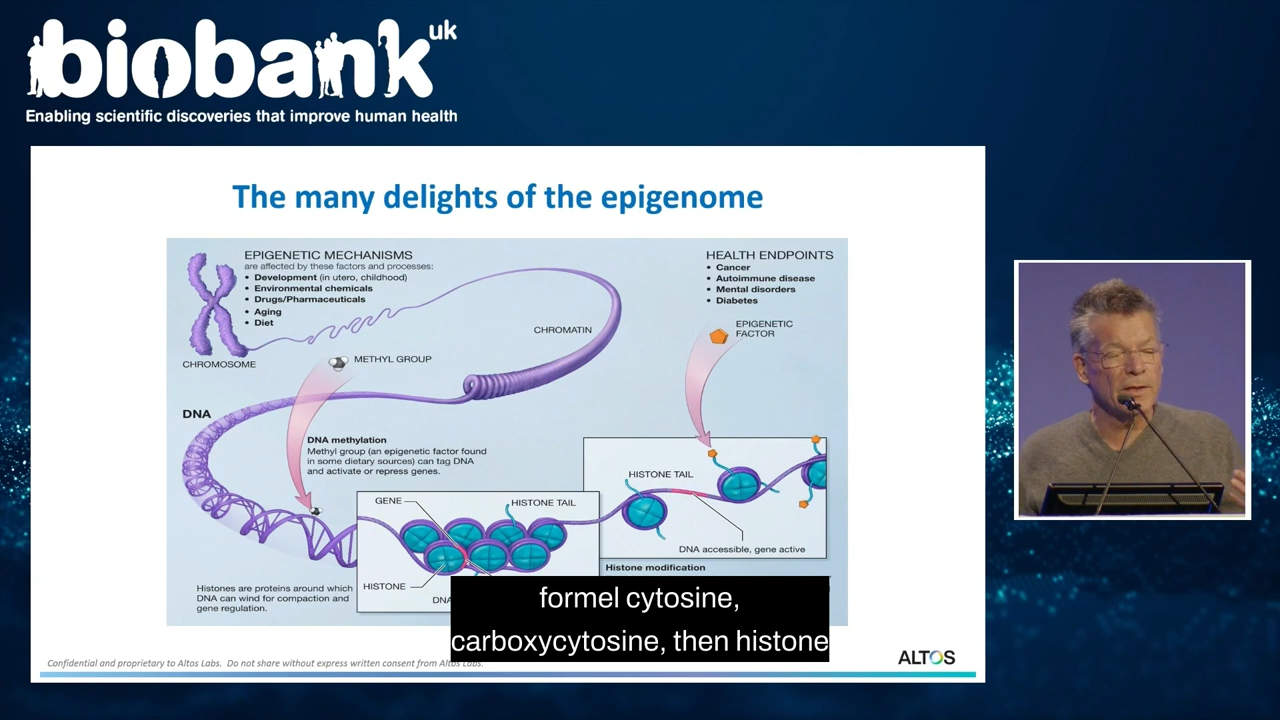 biobank uk
Enabling scientific discoveries that improve human health
The many delights of the epigenome
EPIGENETIC MECHANISMS
are affected by these factors and processes:
• Development (in utero, childhood)
• Environmental chemicals
• Drugs/Pharmaceuticals
• Aging
• Diet
HEALTH ENDPOINTS
• Cancer
• Autoimmune disease
• Mental disorders
• Diabetes
EPIGENETIC
FACTOR
CHROMATIN
CHROMOSOME
METHYL GROUP
DNA
DNA methylation
Methyl group (an epigenetic factor found
in some dietary sources) can tag DNA
and activate or repress genes.
GENE
HISTONE TAIL
HISTONE TAIL
DNA accessible, gene active
Histone modification
HISTONE
Histones are proteins around which
DNA can wind for compaction and
gene regulation.
formel cytosine,
carboxycytosine, then histone
Confidential and proprietary to Altos Labs. Do not share without express written consent from Altos Labs.
ALTOS